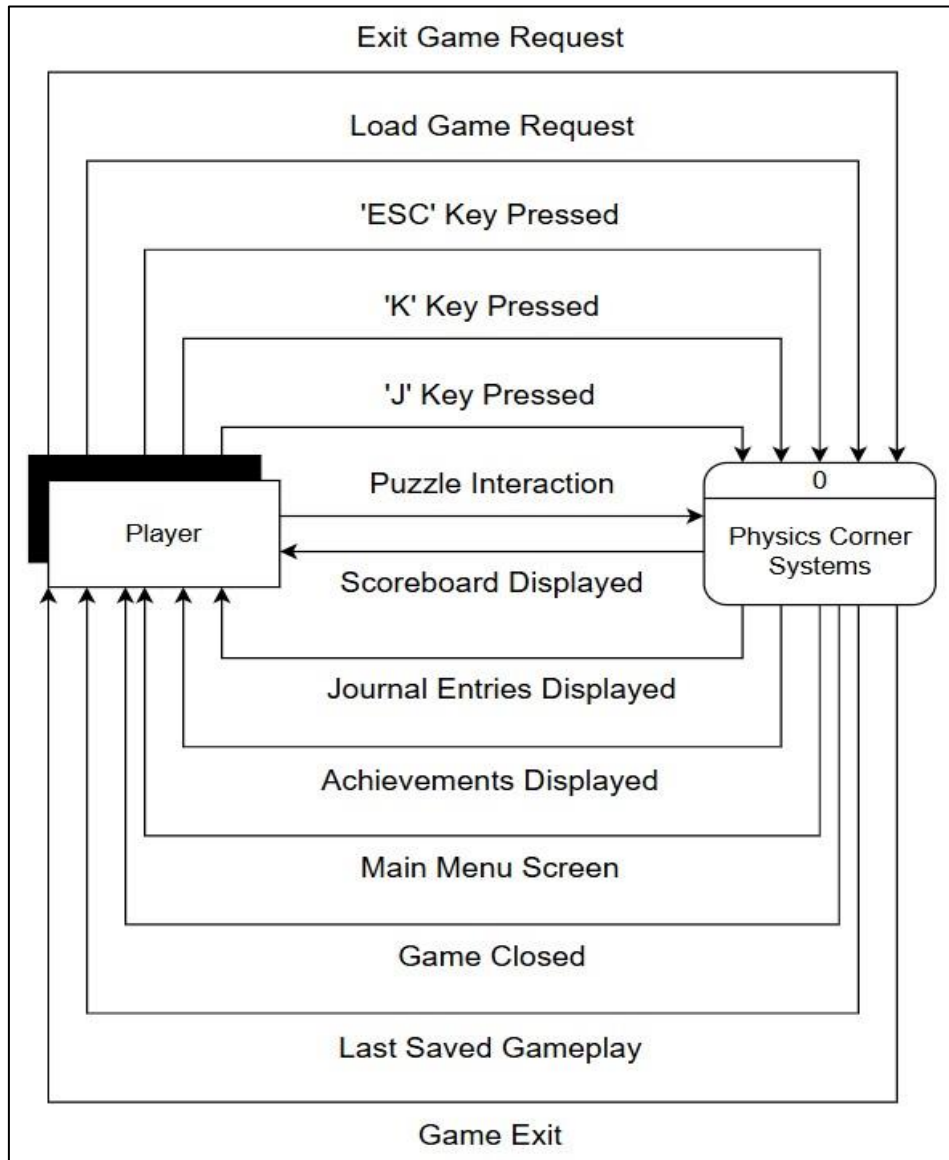 Exit Game Request
Load Game Request
'ESC' Key Pressed
'K' Key Pressed
'J' Key Pressed
Puzzle Interaction
0
Player
Physics Corner
Systems
Scoreboard Displayed
Journal Entries Displayed
Achievements Displayed
Main Menu Screen
Game Closed
Last Saved Gameplay
Game Exit